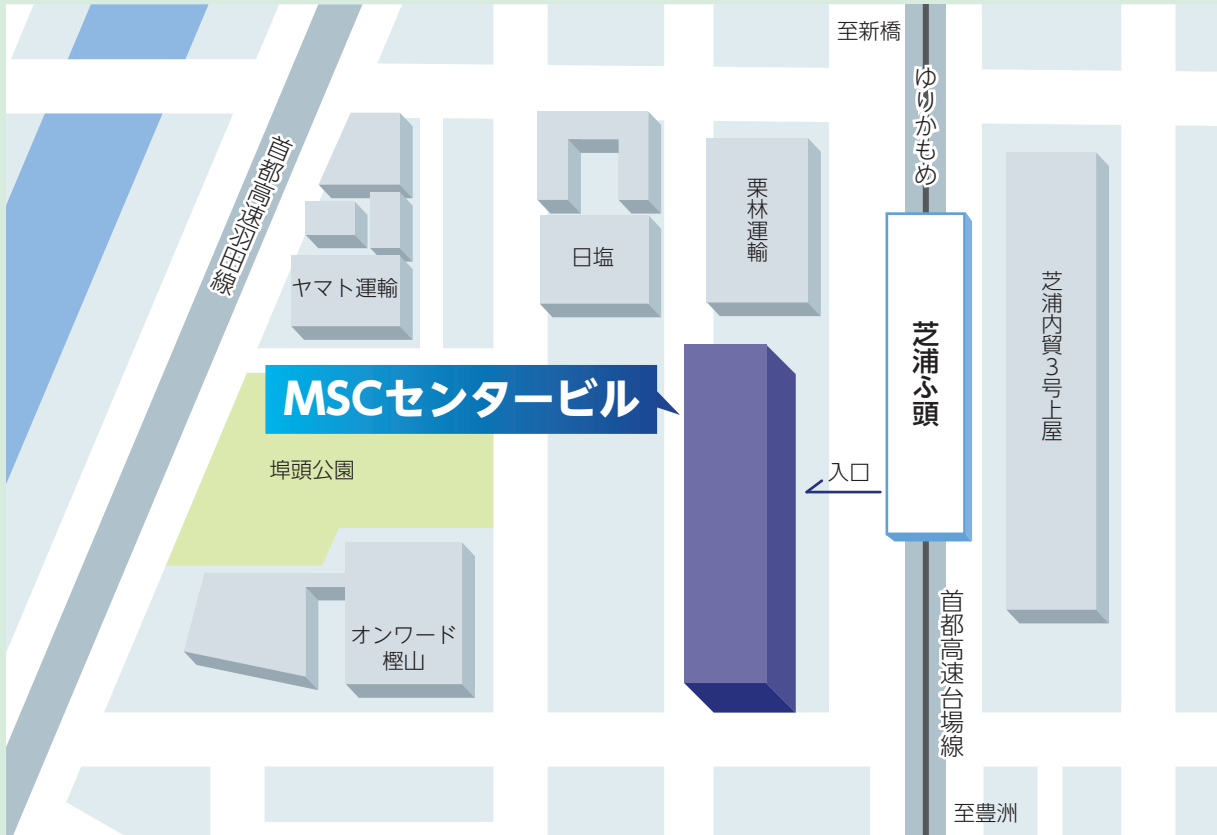 至新橋
ゆりかもめ
首都高速羽田線
栗林運輸
日塩
ヤマト運輸
芝浦ふ頭
芝浦内貿3号上屋
MSCセンタービル
埠頭公園
入口
オンワード
樫山
首都高速台場線
至豊洲